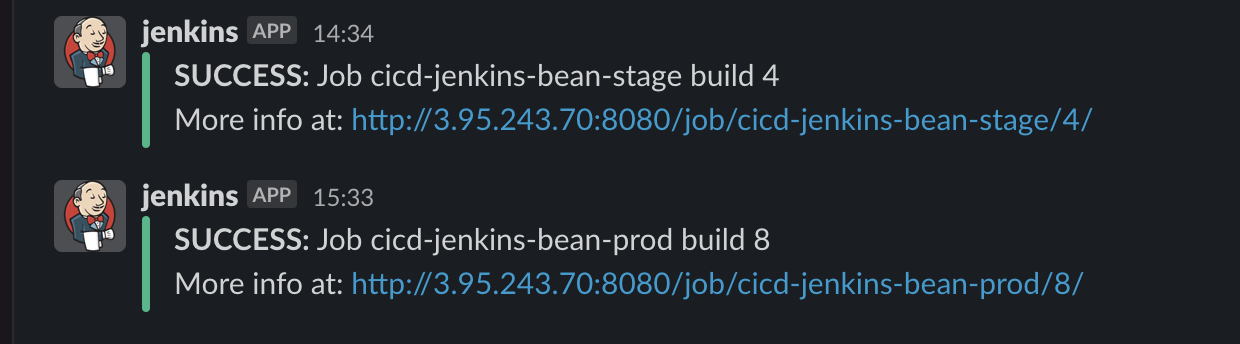 jenkins APP 14:34
SUCCESS: Job cicd-jenkins-bean-stage build 4
More info at: http://3.95.243.70:8080/job/cicd-jenkins-bean-stage/4/
jenkins APP 15:33
SUCCESS: Job cicd-jenkins-bean-prod build 8
More info at: http://3.95.243.70:8080/job/cicd-jenkins-bean-prod/8/